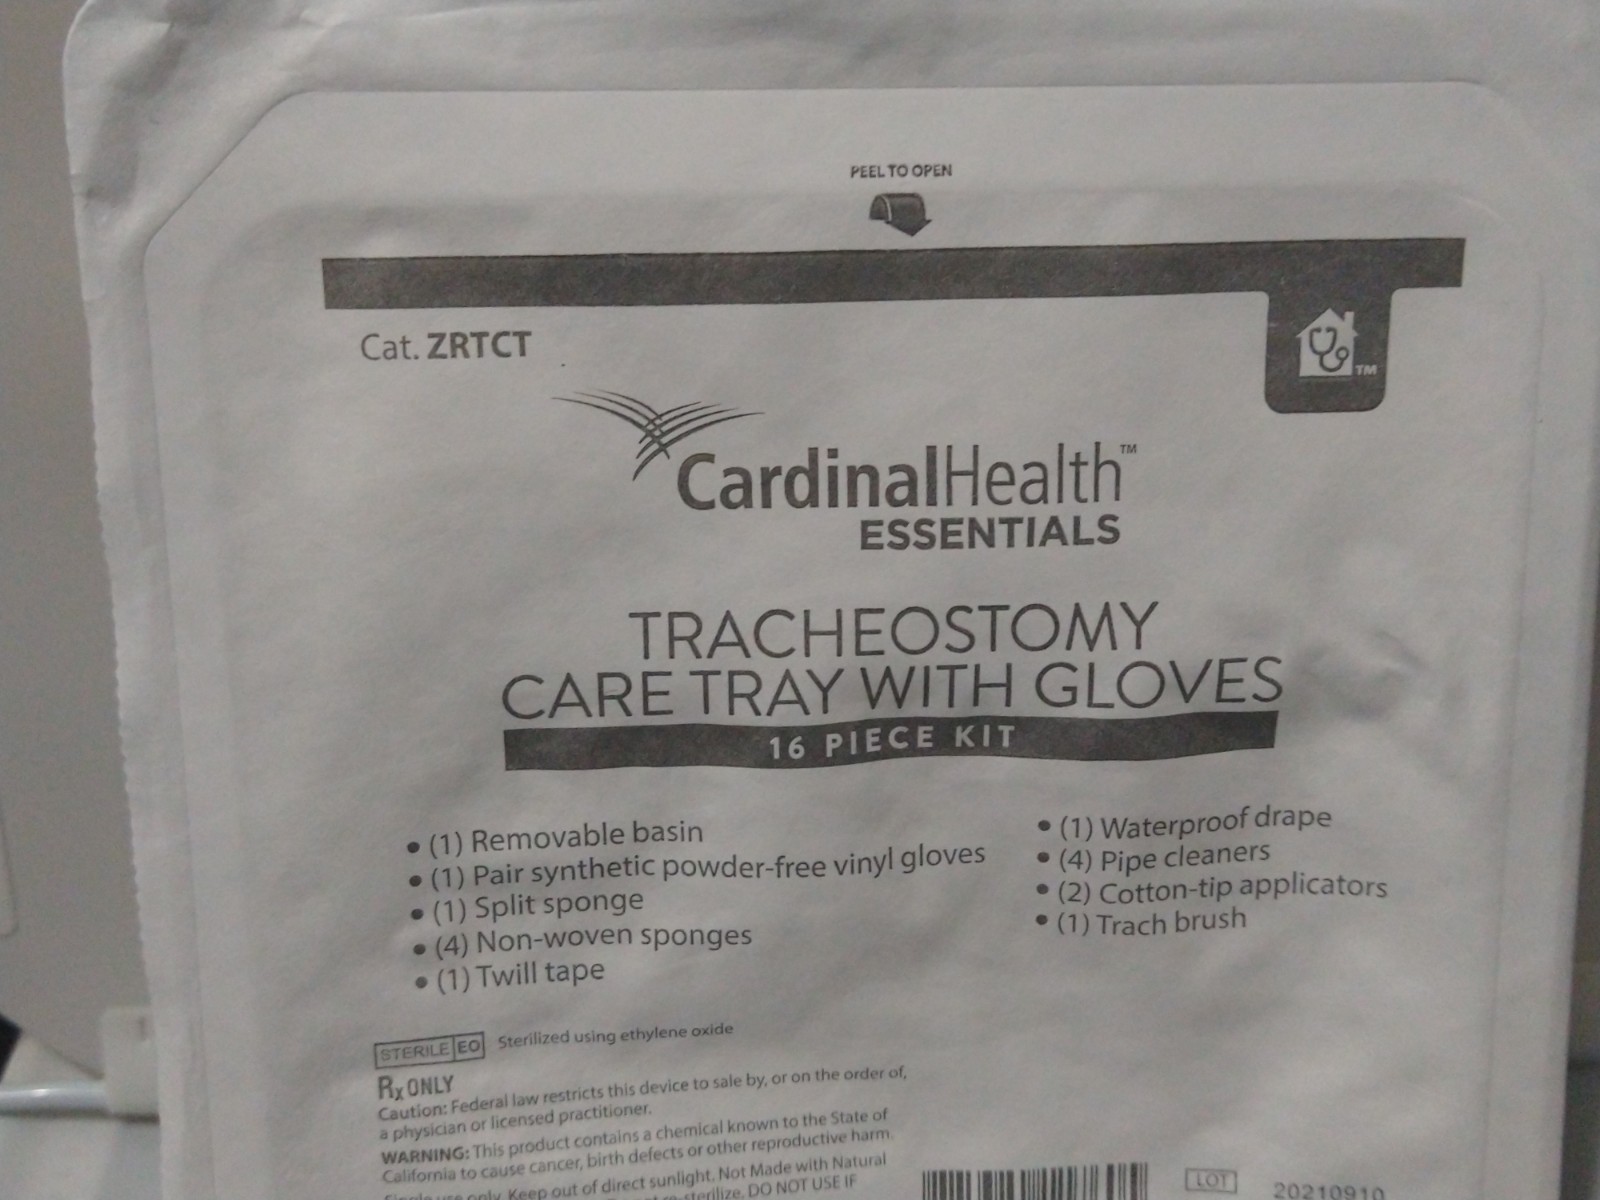 PEEL TO OPEN
Cat. ZRTCT
TM
CardinalHealth™
ESSENTIALS
TRACHEOSTOMY
CARE TRAY WITH GLOVES
16 PIECE KIT
• (1) Removable basin
• (1) Pair synthetic powder-free vinyl gloves
• (1) Split sponge
• (4) Non-woven sponges
• (1) Twill tape
• (1) Waterproof drape
• (4) Pipe cleaners
• (2) Cotton-tip applicators
• (1) Trach brush
STERILE EO Sterilized using ethylene oxide
Rx ONLY
Caution: Federal law restricts this device to sale by, or on the order of,
a physician or licensed practitioner.
WARNING: This product contains a chemical known to the State of
California to cause cancer, birth defects or other reproductive harm.
Single use only. Keep out of direct sunlight. Not Made with Natural
DO NOT USE IF
LOT 20210910